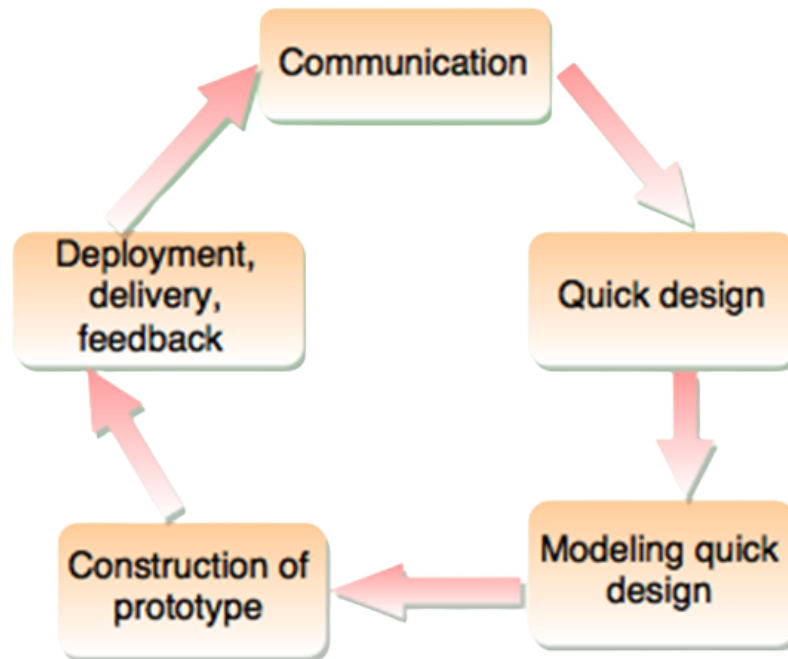 Communication
Quick design
Modeling quick
design
Construction of
prototype
Deployment,
delivery,
feedback